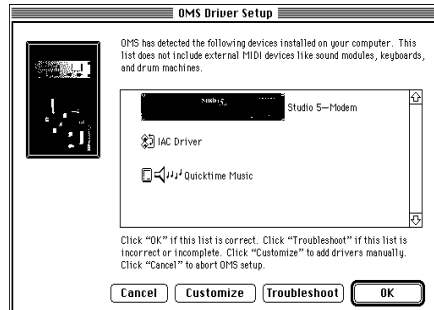 OMS Driver Setup
OMS has detected the following devices installed on your computer. This
list does not include external MIDI devices like sound modules, keyboards,
and drum machines.
Studio 5—Modem
IAC Driver
Quicktime Music
Click “OK” if this list is correct. Click “Troubleshoot” if this list is
incorrect or incomplete. Click “Customize” to add drivers manually.
Click “Cancel” to abort OMS setup.
Cancel Customize Troubleshoot OK